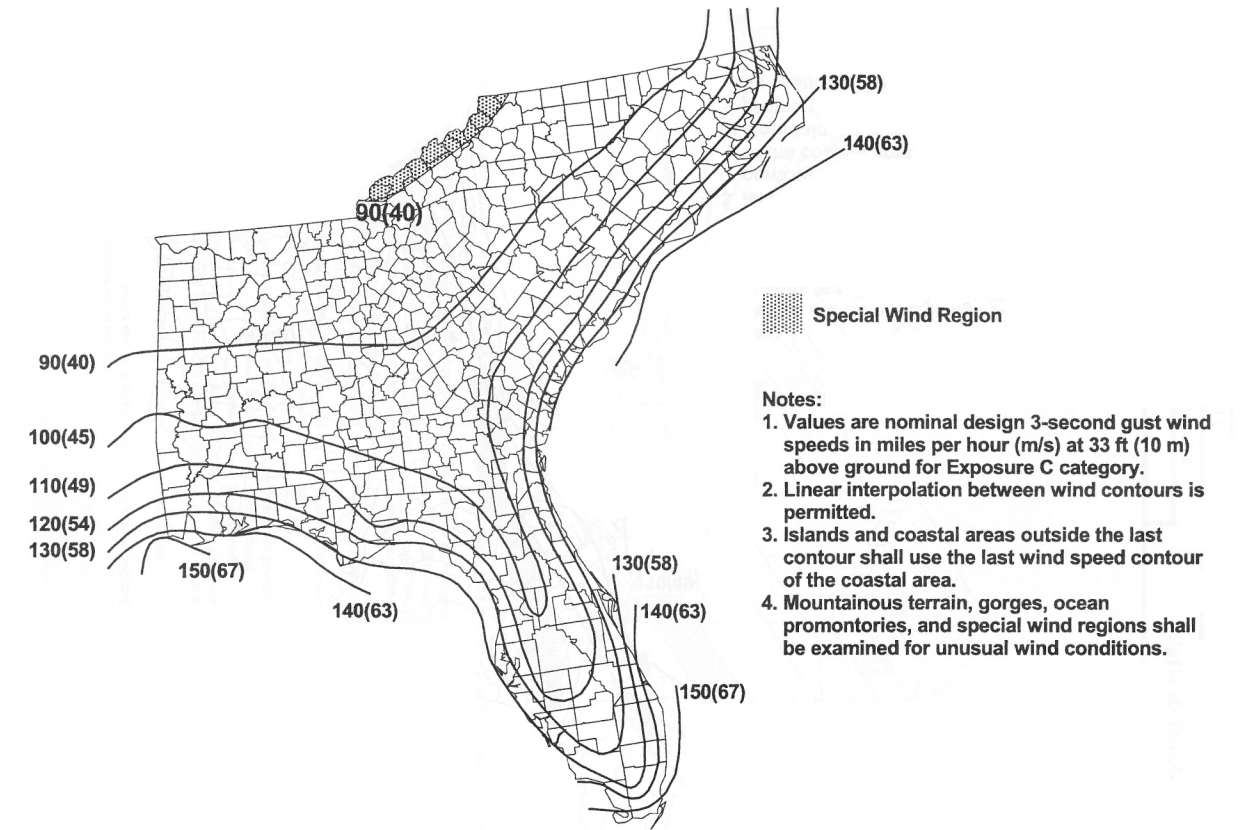 130(58)
140(63)
90(40)
Special Wind Region
90(40)
100(45)
110(49)
120(54)
130(58)
150(67)
140(63)
130(58)
140(63)
150(67)
Notes:
1. Values are nominal design 3-second gust wind
speeds in miles per hour (m/s) at 33 ft (10 m)
above ground for Exposure C category.
2. Linear interpolation between wind contours is
permitted.
3. Islands and coastal areas outside the last
contour shall use the last wind speed contour
of the coastal area.
4. Mountainous terrain, gorges, ocean
promontories, and special wind regions shall
be examined for unusual wind conditions.